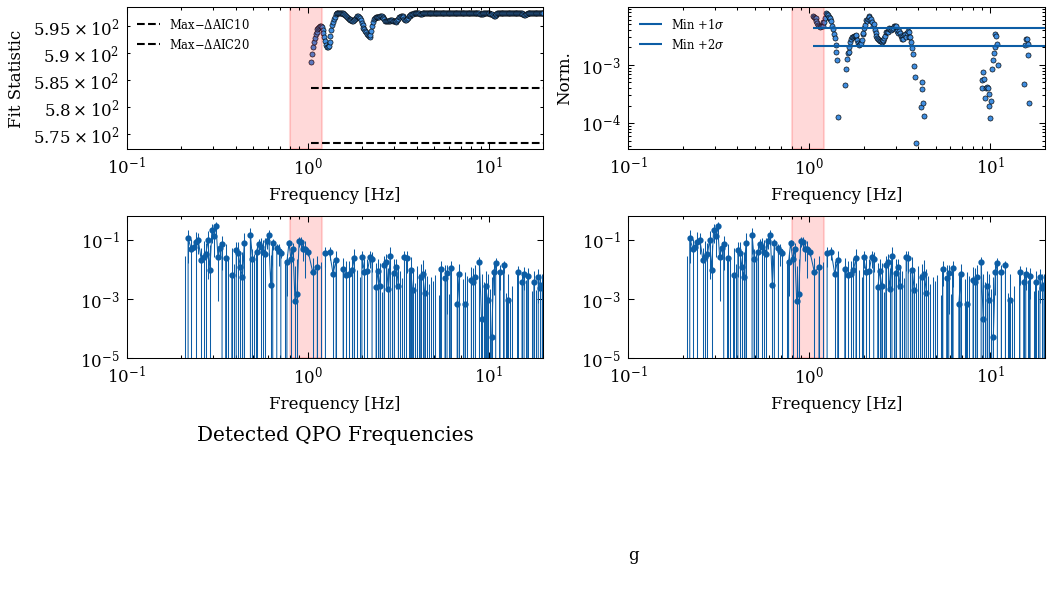 Fit Statistic
5.95 × 10²
5.9 × 10²
5.85 × 10²
5.8 × 10²
5.75 × 10²
Max−ΔAIC10
Max−ΔAIC20
10⁻¹ 10⁰ 10¹
Frequency [Hz]
Norm.
10⁻³
10⁻⁴
Min +1σ
Min +2σ
10⁻¹ 10⁰ 10¹
Frequency [Hz]
10⁻¹
10⁻³
10⁻⁵
10⁻¹ 10⁰ 10¹
Frequency [Hz]
10⁻¹
10⁻³
10⁻⁵
10⁻¹ 10⁰ 10¹
Frequency [Hz]
Detected QPO Frequencies
g